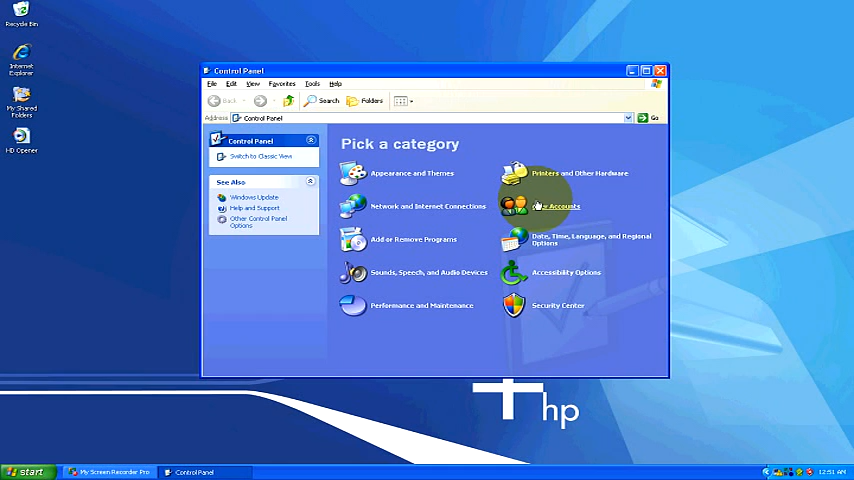 Recycle Bin
Internet
Explorer
My Shared
Folders
HD Opener
Control Panel
File Edit View Favorites Tools Help
Back Search Folders
Address Control Panel Go
Control Panel
Switch to Classic View
See Also
Windows Update
Help and Support
Other Control Panel
Options
Pick a category
Appearance and Themes
Printers and Other Hardware
Network and Internet Connections
Accounts
Add or Remove Programs
Date, Time, Language, and Regional
Options
Sounds, Speech, and Audio Devices
Accessibility Options
Performance and Maintenance
Security Center
hp
start My Screen Recorder Pro Control Panel 12:51 AM